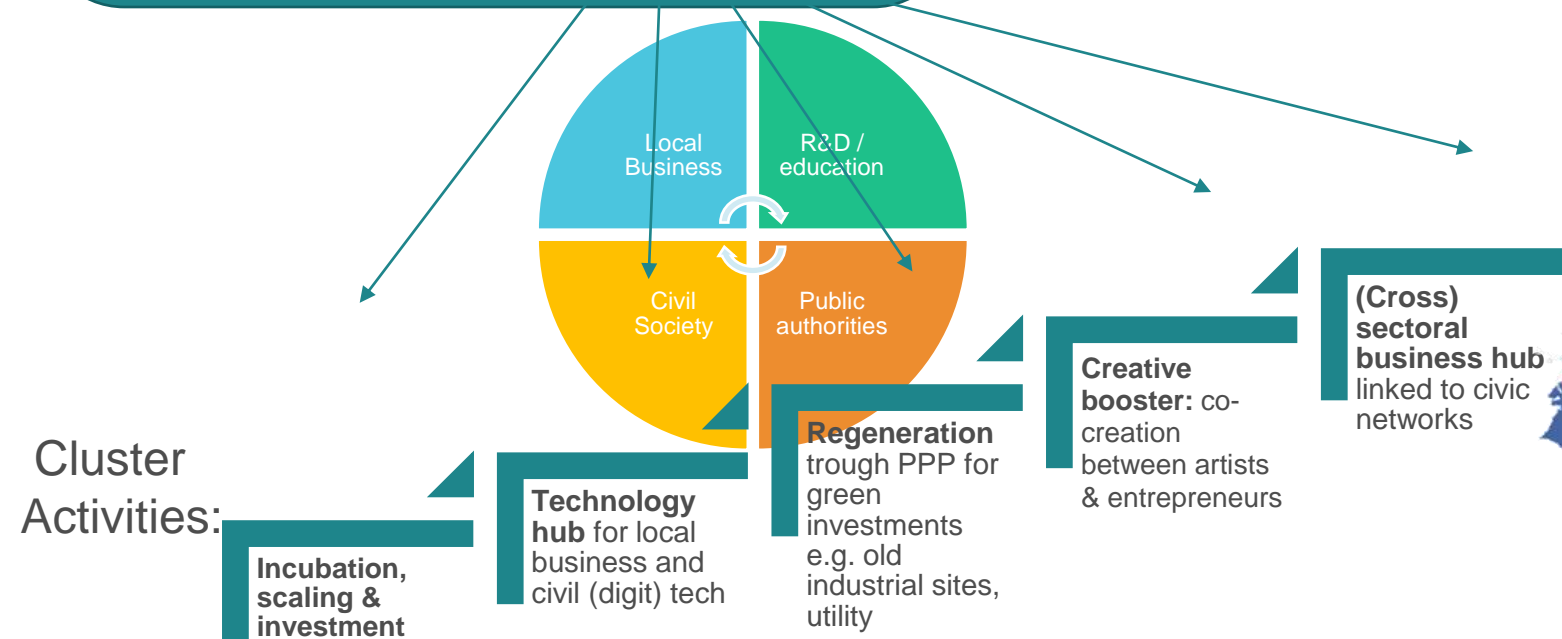 Local
Business
R&D /
education
Civil
Society
Public
authorities
Cluster
Activities:
Incubation,
scaling &
investment
Technology
hub for local
business and
civil (digit) tech
Regeneration
trough PPP for
green
investments
e.g. old
industrial sites,
utility
Creative
booster: co-
creation
between artists
& entrepreneurs
(Cross)
sectoral
business hub
linked to civic
networks